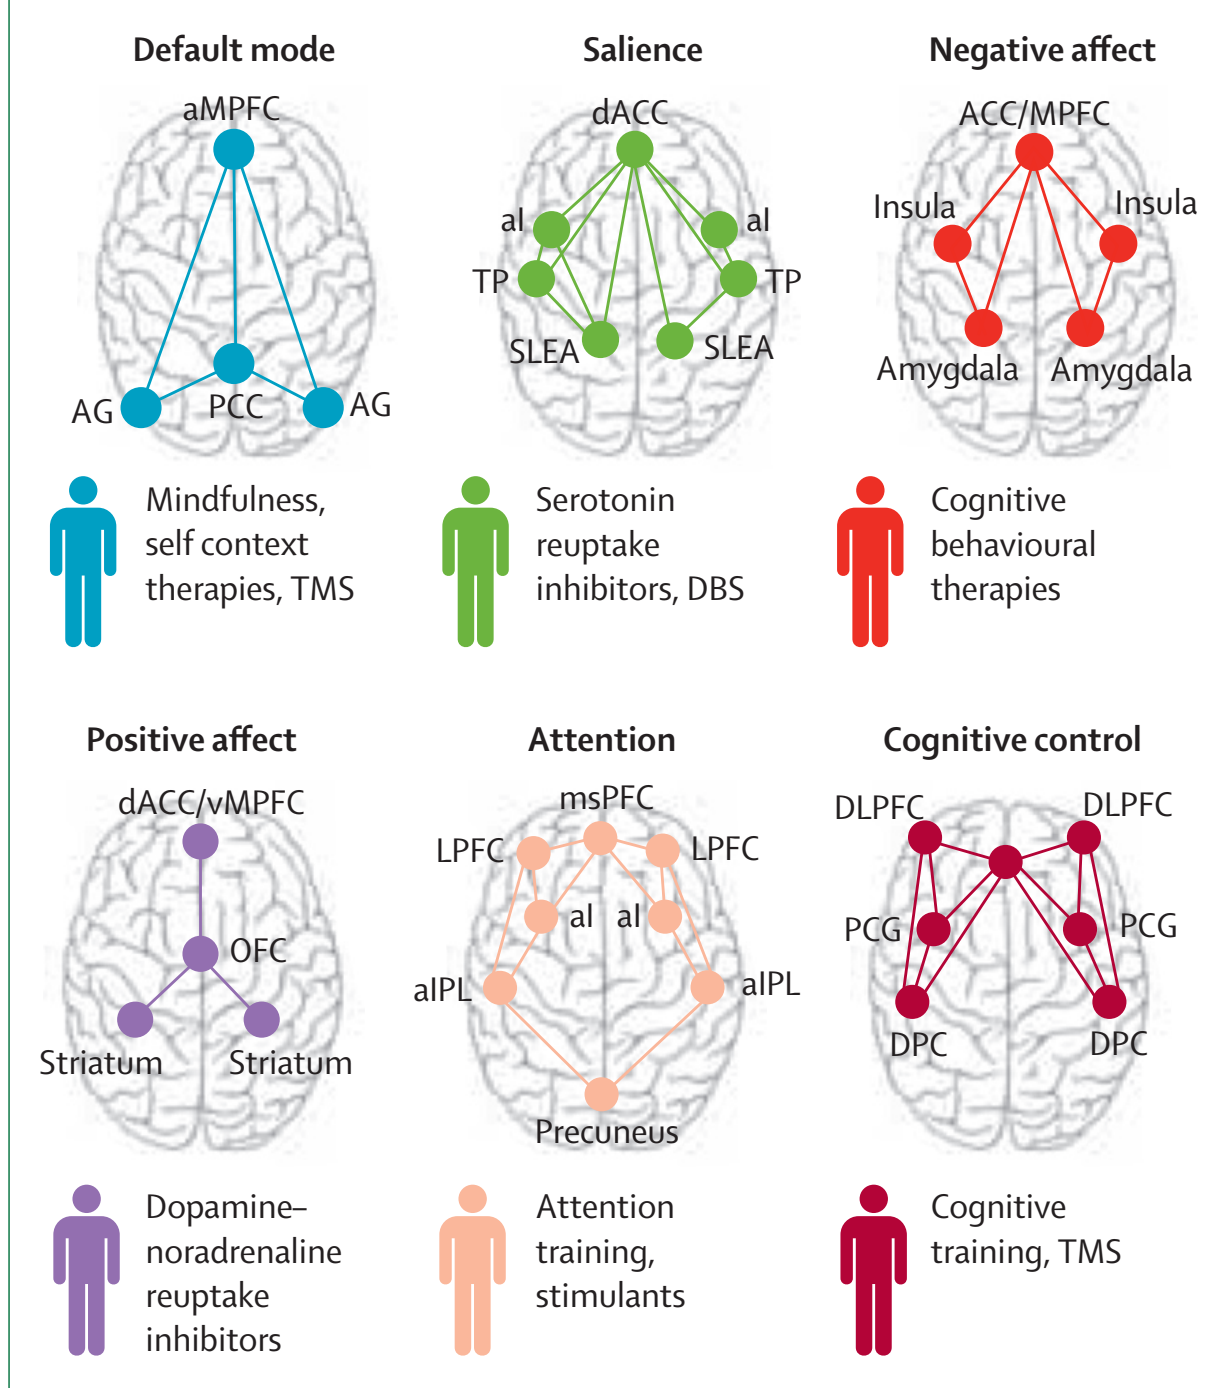 Default mode
aMPFC
AG
PCC
AG
Mindfulness,
self context
therapies, TMS
Salience
dACC
aI
aI
TP
TP
SLEA
SLEA
Serotonin
reuptake
inhibitors, DBS
Negative affect
ACC/MPFC
Insula
Insula
Amygdala
Amygdala
Cognitive
behavioural
therapies
Positive affect
dACC/vMPFC
OFC
Striatum
Striatum
Dopamine–
noradrenaline
reuptake
inhibitors
Attention
msPFC
LPFC
LPFC
aI
aI
aIPL
aIPL
Precuneus
Attention
training,
stimulants
Cognitive control
DLPFC
DLPFC
PCG
PCG
DPC
DPC
Cognitive
training, TMS